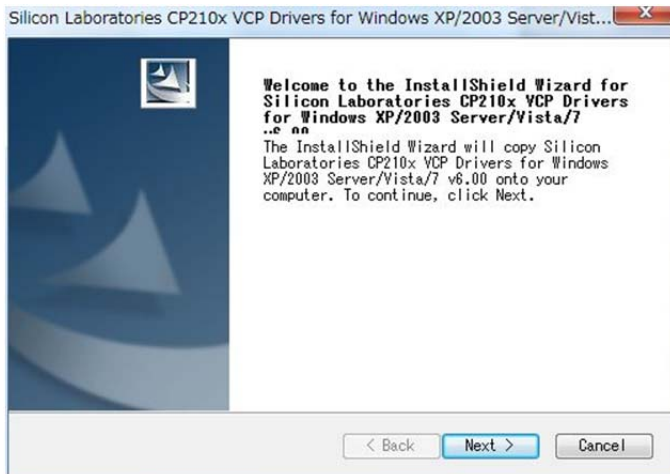 Silicon Laboratories CP210x VCP Drivers for Windows XP/2003 Server/Vist...
Welcome to the InstallShield Wizard for
Silicon Laboratories CP210x VCP Drivers
for Windows XP/2003 Server/Vista/7
The InstallShield Wizard will copy Silicon
Laboratories CP210x VCP Drivers for Windows
XP/2003 Server/Vista/7 v6.00 onto your
computer. To continue, click Next.
< Back
Next >
Cancel